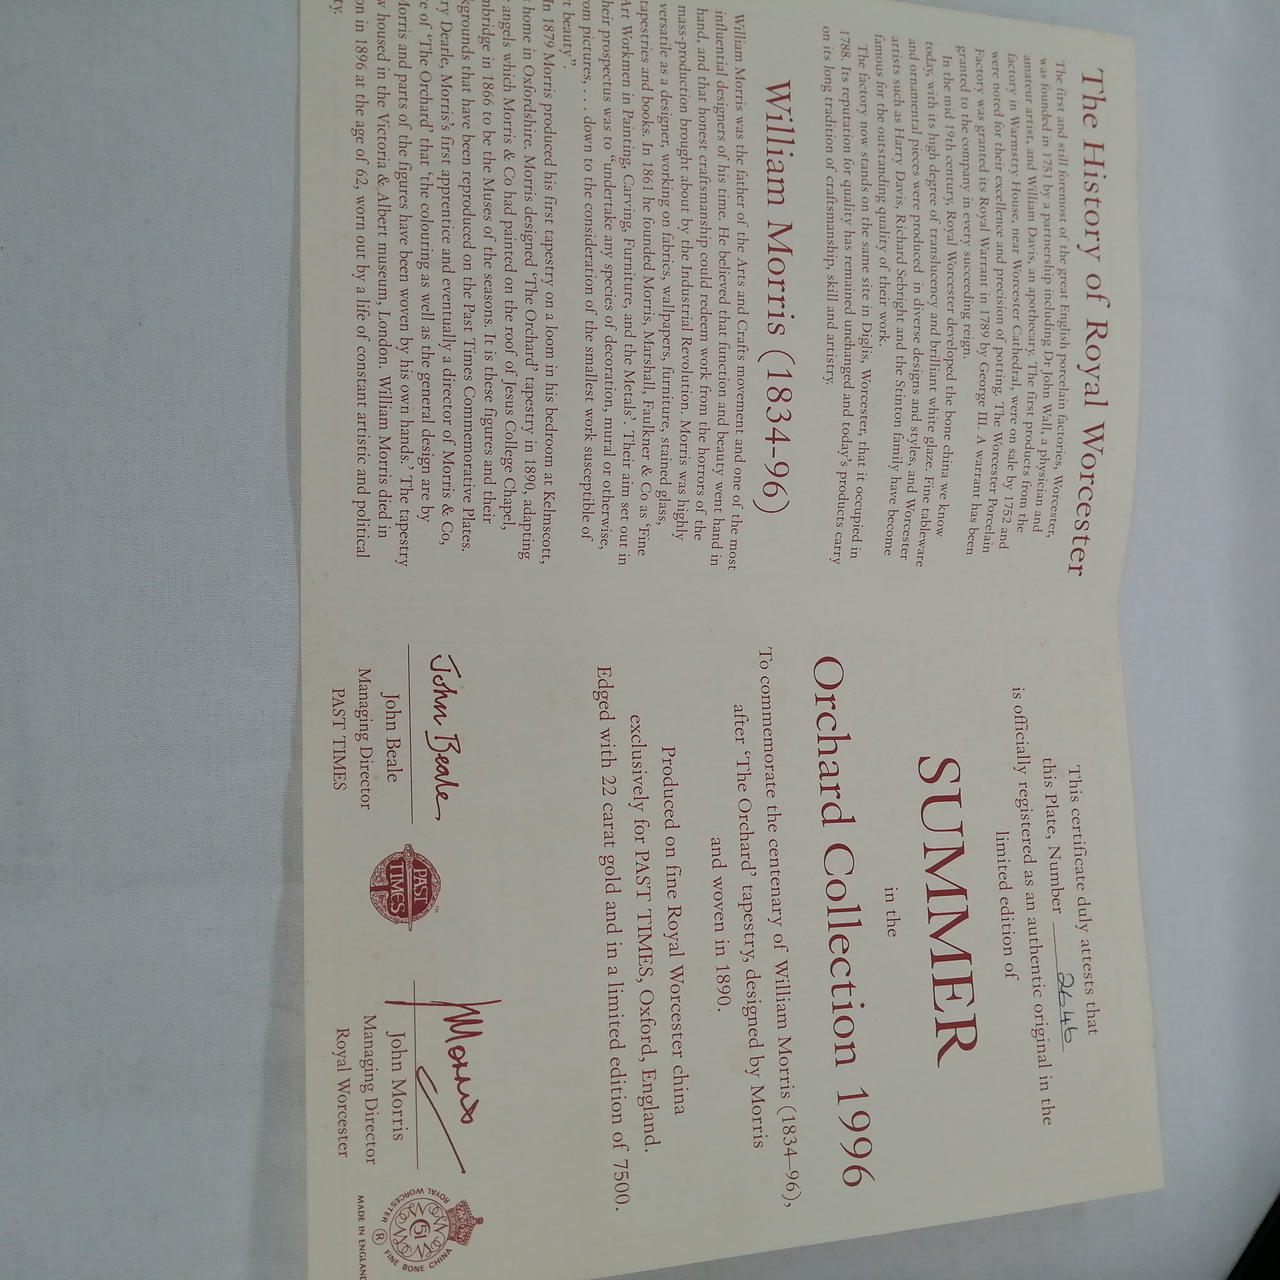 The History of Royal Worcester
The first and still foremost of the great English porcelain factories, Worcester,
was founded in 1751 by a partnership including Dr John Wall, a physician and
amateur artist, and William Davis, an apothecary. The first products from the
factory in Warmstry House, near Worcester Cathedral, were on sale by 1752 and
were noted for their excellence and precision of potting. The Worcester Porcelain
Factory was granted its Royal Warrant in 1789 by George III. A warrant has been
granted to the company in every succeeding reign.
In the mid 19th century, Royal Worcester developed the bone china we know
today, with its high degree of translucency and brilliant white glaze. Fine tableware
and ornamental pieces were produced in diverse designs and styles, and Worcester
artists such as Harry Davis, Richard Sebright and the Stinton family have become
famous for the outstanding quality of their work.
The factory now stands on the same site in Diglis, Worcester, that it occupied in
1788. Its reputation for quality has remained unchanged and today's products carry
on its long tradition of craftsmanship, skill and artistry.
William Morris (1834-96)
William Morris was the father of the Arts and Crafts movement and one of the most
influential designers of his time. He believed that function and beauty went hand in
hand, and that honest craftsmanship could redeem work from the horrors of the
mass-production brought about by the Industrial Revolution. Morris was highly
versatile as a designer, working on fabrics, wallpapers, furniture, stained glass,
tapestries and books. In 1861 he founded Morris, Marshall, Faulkner & Co as 'Fine
Art Workmen in Painting, Carving, Furniture, and the Metals'. Their aim set out in
heir prospectus was to "undertake any species of decoration, mural or otherwise,
rom pictures, . . . down to the consideration of the smallest work susceptible of
rt beauty".
In 1879 Morris produced his first tapestry on a loom in his bedroom at Kelmscott,
home in Oxfordshire. Morris designed 'The Orchard' tapestry in 1890, adapting
angels which Morris & Co had painted on the roof of Jesus College Chapel,
mbridge in 1866 to be the Muses of the seasons. It is these figures and their
kgrounds that have been reproduced on the Past Times Commemorative Plates.
ry Dearle, Morris's first apprentice and eventually a director of Morris & Co,
e of 'The Orchard' that 'the colouring as well as the general design are by
Morris and parts of the figures have been woven by his own hands.' The tapestry
w housed in the Victoria & Albert museum, London. William Morris died in
on in 1896 at the age of 62, worn out by a life of constant artistic and political
ty.
This certificate duly attests that
this Plate, Number 2646
is officially registered as an authentic original in the
limited edition of
SUMMER
in the
Orchard Collection 1996
To commemorate the centenary of William Morris (1834-96),
after 'The Orchard' tapestry, designed by Morris
and woven in 1890.
Produced on fine Royal Worcester china
exclusively for PAST TIMES, Oxford, England.
Edged with 22 carat gold and in a limited edition of 7500.
John Beale
John Beale
Managing Director
PAST TIMES
PAST TIMES
TM
JMorris
John Morris
Managing Director
Royal Worcester
ROYAL WORCESTER
51
FINE BONE CHINA
®
MADE IN ENGLAND